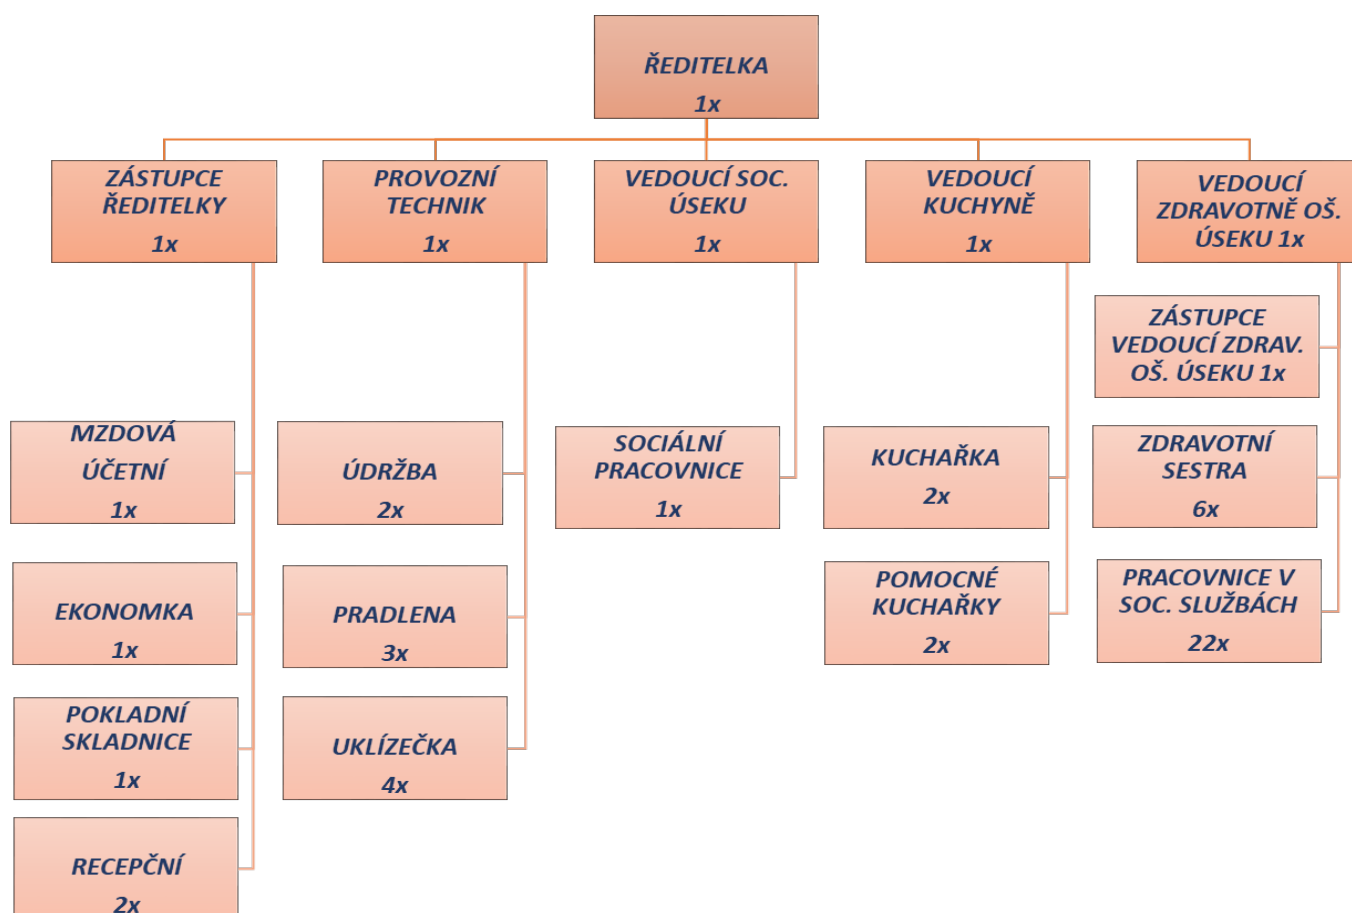 ŘEDITELKA
1x
ZÁSTUPCE
ŘEDITELKY
1x
PROVOZNÍ
TECHNIK
1x
VEDOUCÍ SOC.
ÚSEKU
1x
VEDOUCÍ
KUCHYNĚ
1x
VEDOUCÍ
ZDRAVOTNĚ OŠ.
ÚSEKU 1x
MZDOVÁ
ÚČETNÍ
1x
EKONOMKA
1x
POKLADNÍ
SKLADNICE
1x
RECEPČNÍ
2x
ÚDRŽBA
2x
PRADLENA
3x
UKLÍZEČKA
4x
SOCIÁLNÍ
PRACOVNICE
1x
KUCHAŘKA
2x
POMOCNÉ
KUCHAŘKY
2x
ZÁSTUPCE
VEDOUCÍ ZDRAV.
OŠ. ÚSEKU 1x
ZDRAVOTNÍ
SESTRA
6x
PRACOVNICE V
SOC. SLUŽBÁCH
22x